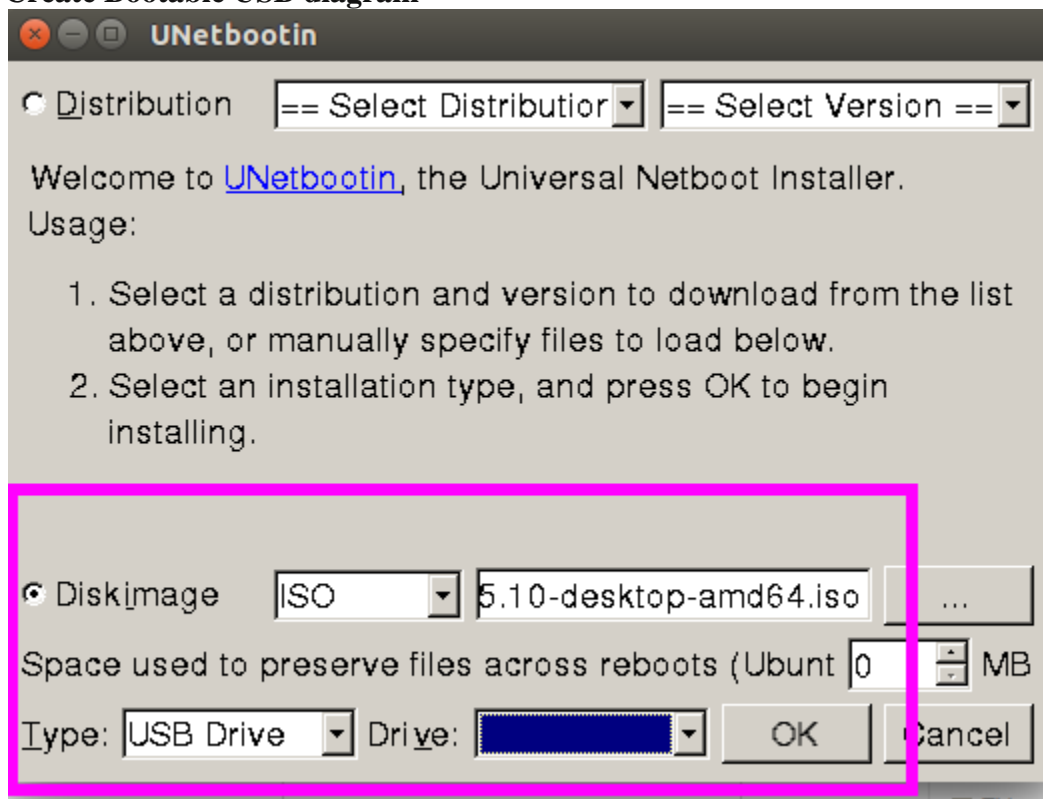 Create Bootable USB diagram
UNetbootin
Distribution == Select Distribution == Select Version ==
Welcome to UNetbootin, the Universal Netboot Installer.
Usage:
1. Select a distribution and version to download from the list
above, or manually specify files to load below.
2. Select an installation type, and press OK to begin
installing.
Diskimage ISO 5.10-desktop-amd64.iso ...
Space used to preserve files across reboots (Ubunt 0 MB
Type: USB Drive Drive: OK Cancel